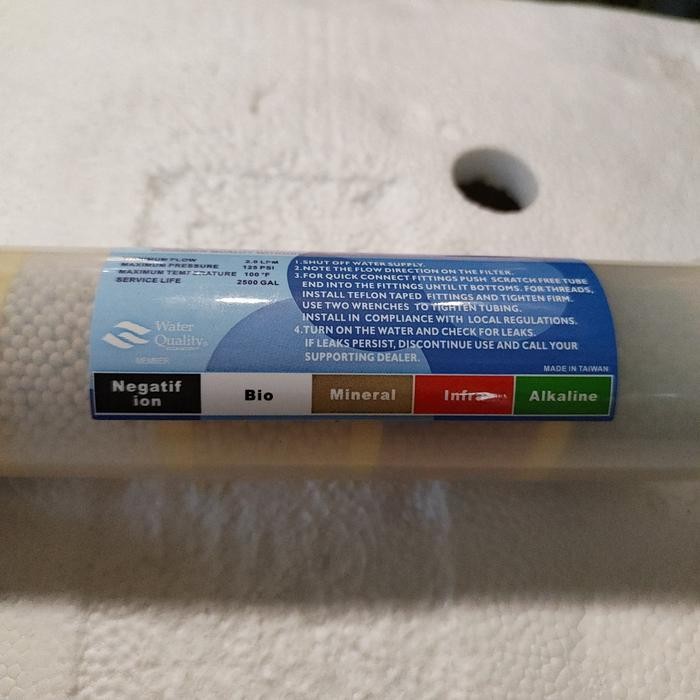 MAXIMUM FLOW 2.0 LPM
MAXIMUM PRESSURE 125 PSI
MAXIMUM TEMPERATURE 100 °F
SERVICE LIFE 2500 GAL
Water
Quality
MEMBER
1.SHUT OFF WATER SUPPLY.
2.NOTE THE FLOW DIRECTION ON THE FILTER.
3.FOR QUICK CONNECT FITTINGS PUSH SCRATCH FREE TUBE
END INTO THE FITTINGS UNTIL IT BOTTOMS. FOR THREADS,
INSTALL TEFLON TAPED FITTINGS AND TIGHTEN FIRM.
USE TWO WRENCHES TO TIGHTEN TUBING.
INSTALL IN COMPLIANCE WITH LOCAL REGULATIONS.
4.TURN ON THE WATER AND CHECK FOR LEAKS.
IF LEAKS PERSIST, DISCONTINUE USE AND CALL YOUR
SUPPORTING DEALER.
MADE IN TAIWAN
Negatif
ion
Bio
Mineral
Alkaline